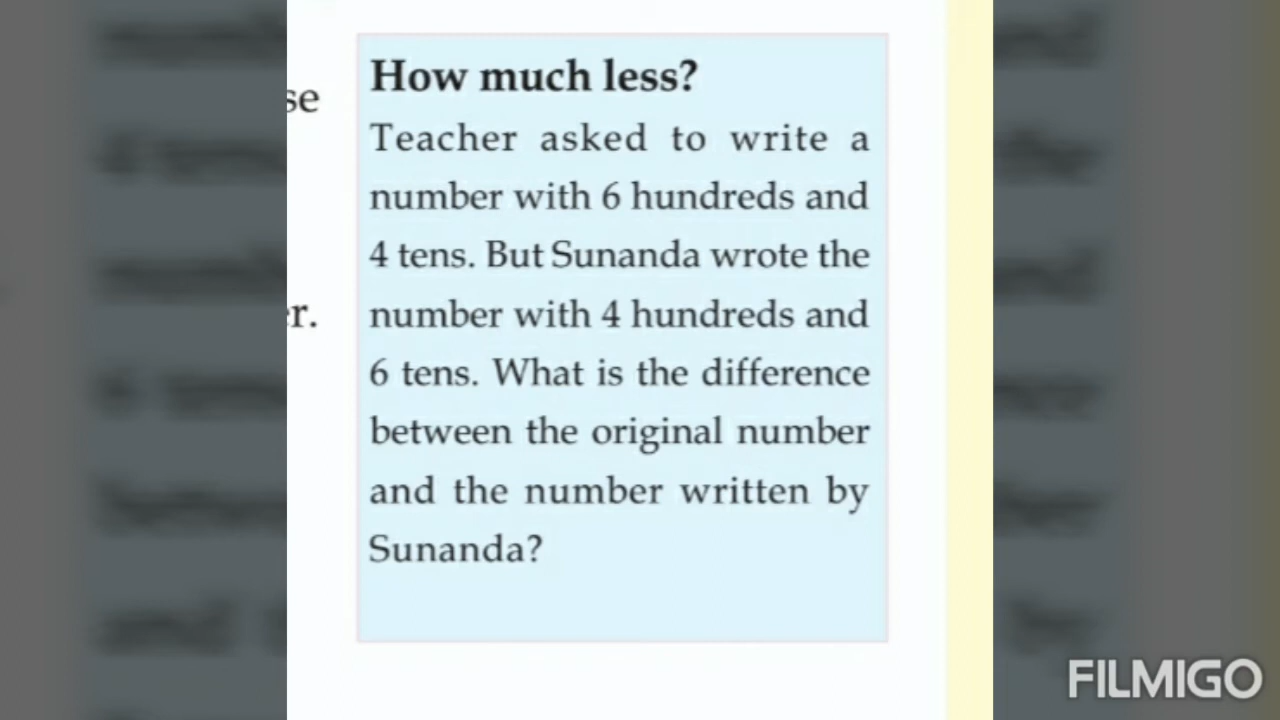 se
How much less?
Teacher asked to write a
number with 6 hundreds and
4 tens. But Sunanda wrote the
number with 4 hundreds and
r.
6 tens. What is the difference
between the original number
and the number written by
Sunanda?
FILMIGO